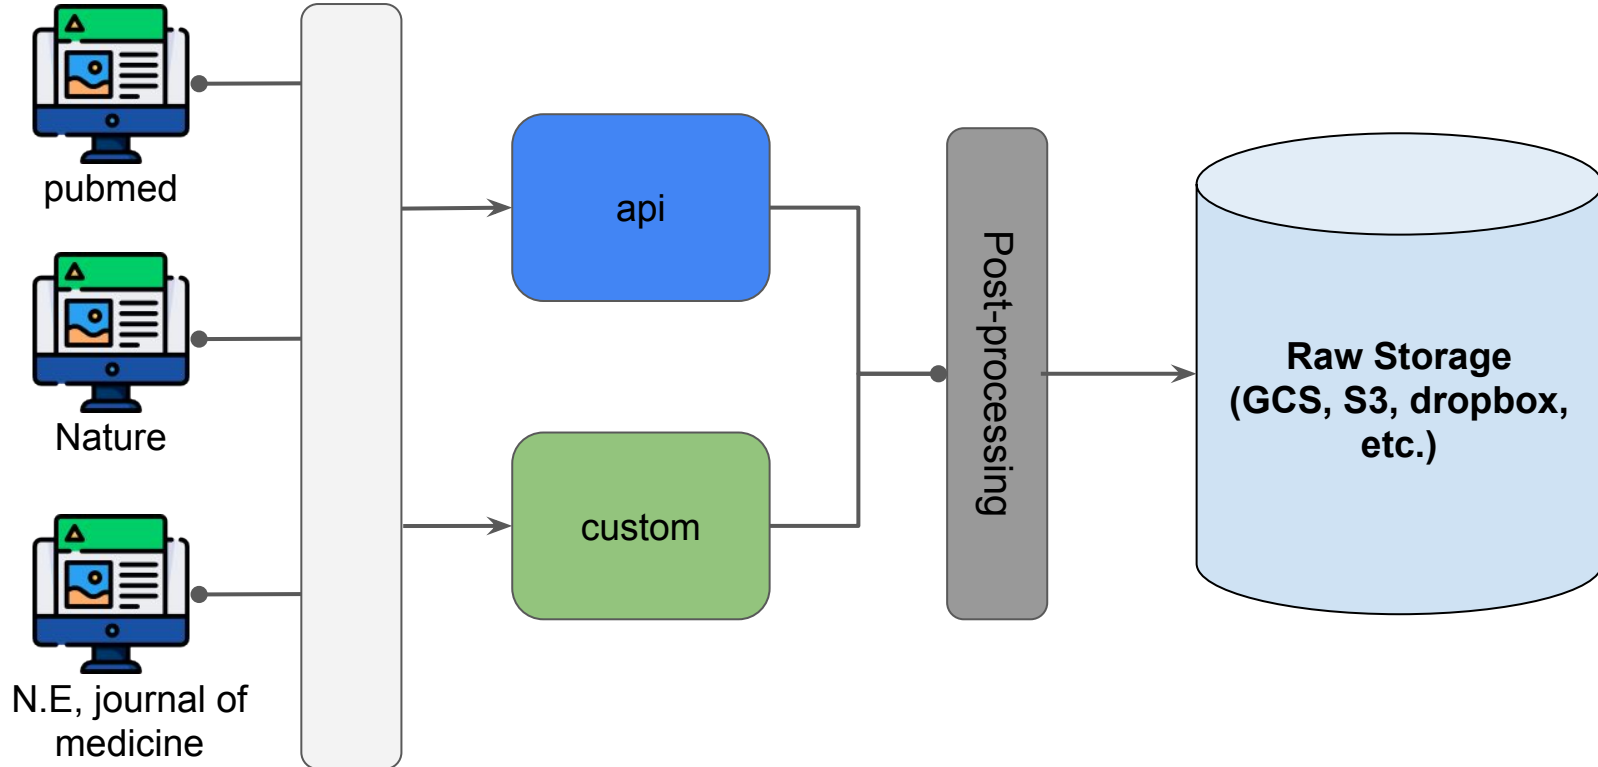 pubmed
Nature
N.E, journal of
medicine
api
custom
Post-processing
Raw Storage
(GCS, S3, dropbox,
etc.)